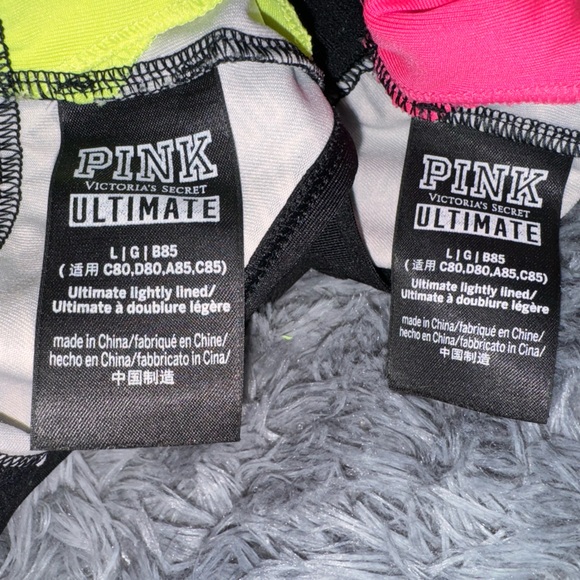 PINK
VICTORIA'S SECRET
ULTIMATE
L | G | B85
(适用 C80,D80,A85,C85)
Ultimate lightly lined/
Ultimate à doublure légère
made in China/fabriqué en Chine/
hecho en China/fabbricato in Cina/
中国制造
PINK
VICTORIA'S SECRET
ULTIMATE
L | G | B85
(适用 C80,D80,A85,C85)
Ultimate lightly lined/
Ultimate à doublure légère
made in China/fabriqué en Chine/
hecho en China/fabbricato in Cina/
中国制造